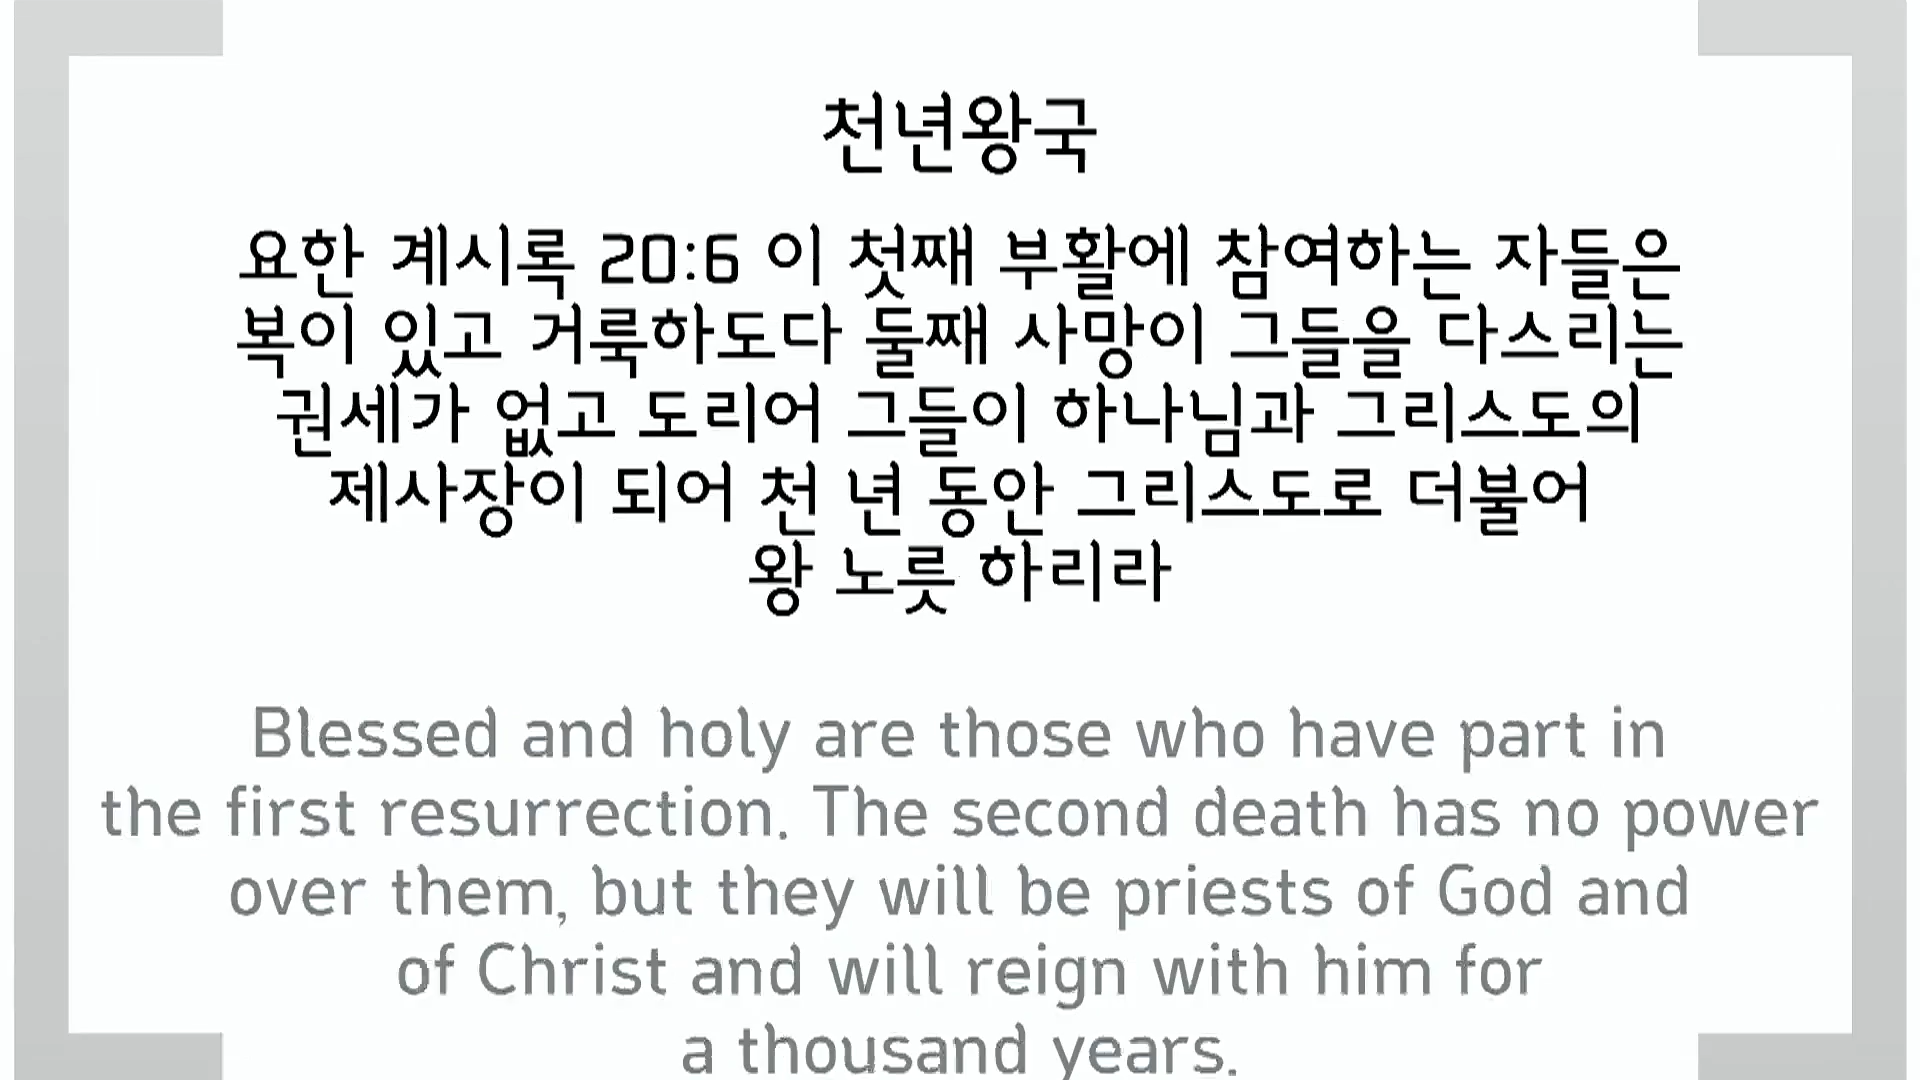 천년왕국
요한 계시록 20:6 이 첫째 부활에 참여하는 자들은
복이 있고 거룩하도다 둘째 사망이 그들을 다스리는
권세가 없고 도리어 그들이 하나님과 그리스도의
제사장이 되어 천 년 동안 그리스도로 더불어
왕 노릇 하리라
Blessed and holy are those who have part in
the first resurrection. The second death has no power
over them, but they will be priests of God and
of Christ and will reign with him for
a thousand years.